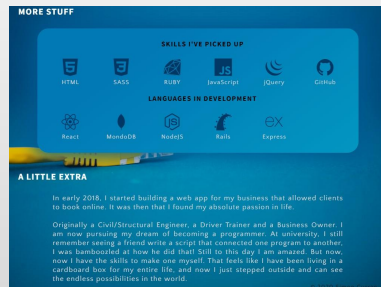 MORE STUFF
SKILLS I'VE PICKED UP
HTML SASS RUBY JavaScript jQuery GitHub
LANGUAGES IN DEVELOPMENT
React MondoDB NodeJS Rails Express
A LITTLE EXTRA
In early 2018, I started building a web app for my business that allowed clients
to book online. It was then that I found my absolute passion in life.
Originally a Civil/Structural Engineer, a Driver Trainer and a Business Owner. I
am now pursuing my dream of becoming a programmer. At university, I still
remember seeing a friend write a script that connected one program to another.
I was bamboozled at how he did that! Still to this day I am amazed. But now,
now I have the skills to make one myself. That feels like I have been living in a
cardboard box for my entire life, and now I just stepped outside and can see
the endless possibilities in the world.